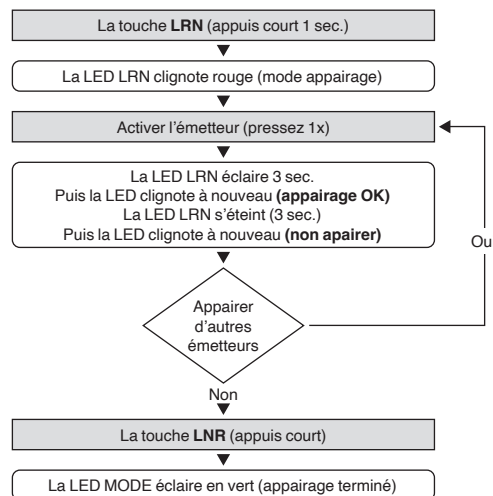 La touche LRN (appuis court 1 sec.)
La LED LRN clignote rouge (mode appairage)
Activer l'émetteur (pressez 1x)
La LED LRN éclaire 3 sec.
Puis la LED clignote à nouveau (appairage OK)
La LED LRN s'éteint (3 sec.)
Puis la LED clignote à nouveau (non apairer)
Ou
Appairer
d'autres
émetteurs
Non
La touche LNR (appuis court)
La LED MODE éclaire en vert (appairage terminé)